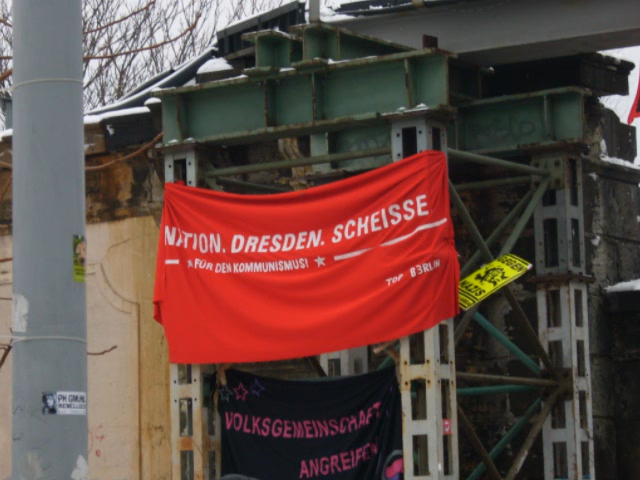 NATION. DRESDEN. SCHEISSE
★ FÜR DEN KOMMUNISMUS! ★
TOP B3RLIN
VOLKSGEMEINSCHAFT
ANGREIFEN